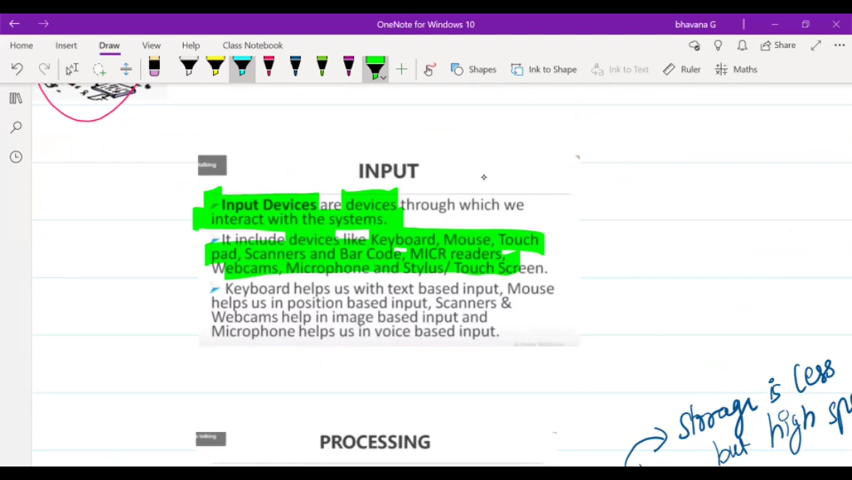 OneNote for Windows 10
bhavana G
Home Insert Draw View Help Class Notebook
Share
Shapes Ink to Shape Ink to Text Ruler Maths
talking
INPUT
Input Devices are devices through which we
interact with the systems.
It include devices like Keyboard, Mouse, Touch
pad, Scanners and Bar Code, MICR readers,
Webcams, Microphone and Stylus/ Touch Screen.
Keyboard helps us with text based input, Mouse
helps us in position based input, Scanners &
Webcams help in image based input and
Microphone helps us in voice based input.
storage is less
but high
talking
PROCESSING